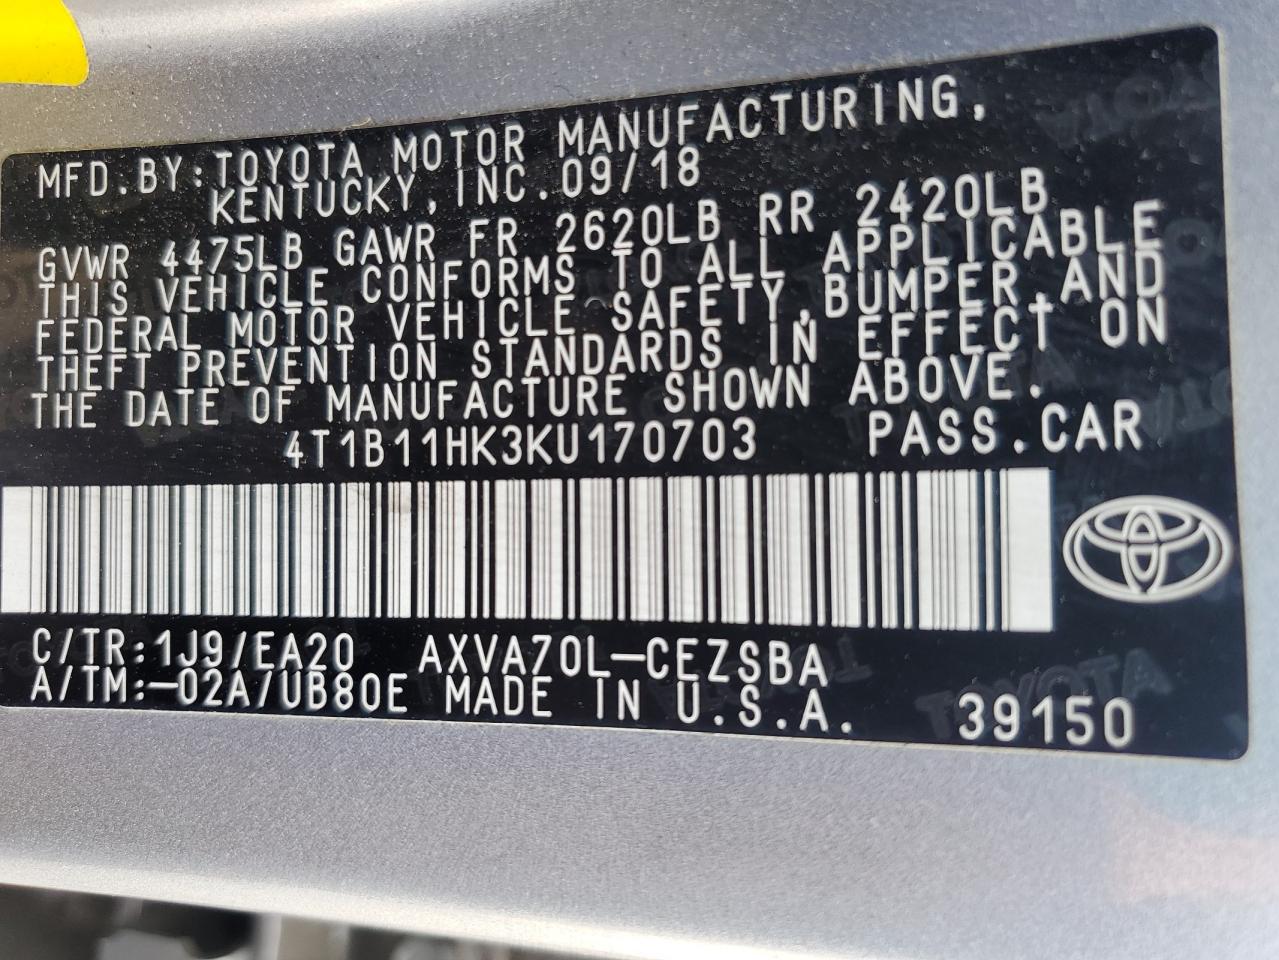 MFD.BY:TOYOTA MOTOR MANUFACTURING,
KENTUCKY,INC.09/18
GVWR 4475LB GAWR FR 2620LB RR 2420LB
THIS VEHICLE CONFORMS TO ALL APPLICABLE
FEDERAL MOTOR VEHICLE SAFETY,BUMPER,AND
THEFT PREVENTION STANDARDS IN EFFECT ON
THE DATE OF MANUFACTURE SHOWN ABOVE.
4T1B11HK3KU170703 PASS.CAR
C/TR:1J9/EA20 AXVA70L-CEZSBA
A/TM:-02A/UB80E MADE IN U.S.A. 39150
TOYOTA